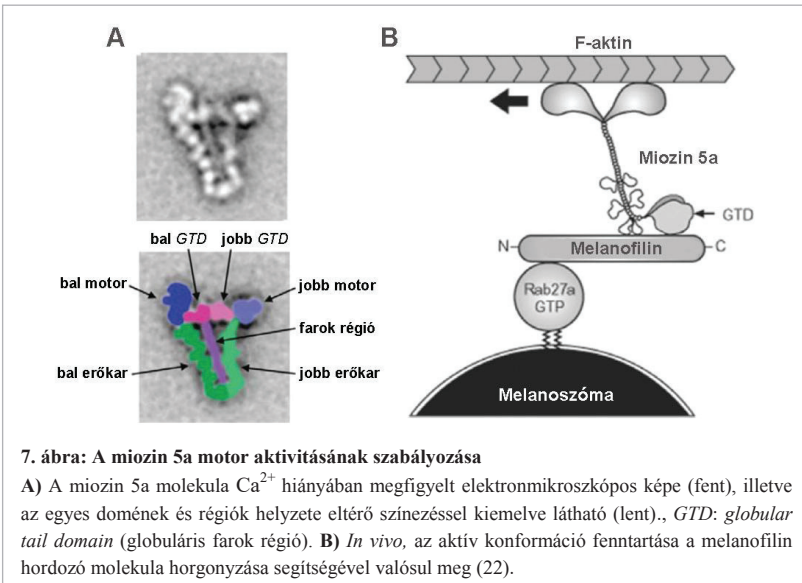 A
bal GTD jobb GTD
bal motor
jobb motor
farok régió
bal erőkar
jobb erőkar
B
F-aktin
Miozin 5a
GTD
N
Melanofilin
C
Rab27a
GTP
Melanoszóma
7. ábra: A miozin 5a motor aktivitásának szabályozása
A) A miozin 5a molekula Ca²⁺ hiányában megfigyelt elektronmikroszkópos képe (fent), illetve
az egyes domének és régiók helyzete eltérő színezéssel kiemelve látható (lent)., GTD: globular
tail domain (globuláris farok régió). B) In vivo, az aktív konformáció fenntartása a melanofilin
hordozó molekula horgonyzása segítségével valósul meg (22).